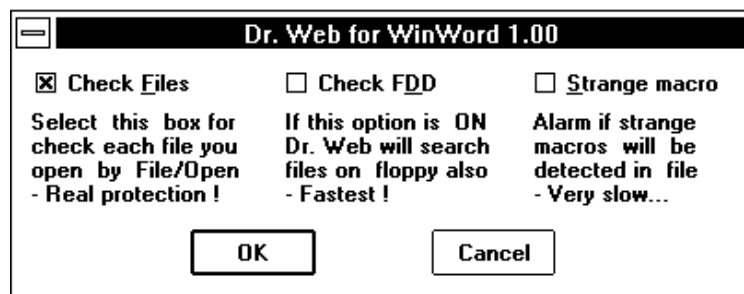 Dr. Web for WinWord 1.00
Check Files
Select this box for
check each file you
open by File/Open
- Real protection !
Check FDD
If this option is ON
Dr. Web will search
files on floppy also
- Fastest !
Strange macro
Alarm if strange
macros will be
detected in file
- Very slow...
OK
Cancel